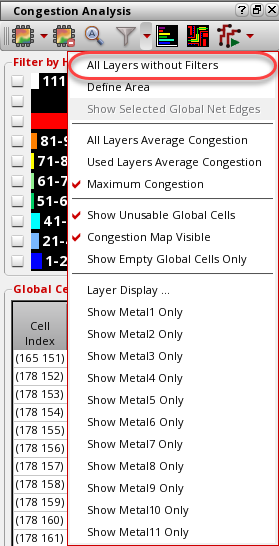 Congestion Analysis
Filter by H
All Layers without Filters
Define Area
Show Selected Global Net Edges
All Layers Average Congestion
Used Layers Average Congestion
Maximum Congestion
Show Unusable Global Cells
Congestion Map Visible
Show Empty Global Cells Only
Layer Display ...
Show Metal1 Only
Show Metal2 Only
Show Metal3 Only
Show Metal4 Only
Show Metal5 Only
Show Metal6 Only
Show Metal7 Only
Show Metal8 Only
Show Metal9 Only
Show Metal10 Only
Show Metal11 Only
111
81-9
71-8
61-7
51-6
41-
21-4
1-2
Global Ce
Cell
Index
(165 151)
(178 152)
(178 153)
(178 154)
(178 155)
(178 156)
(178 157)
(178 158)
(178 159)
(178 160)
(178 161)